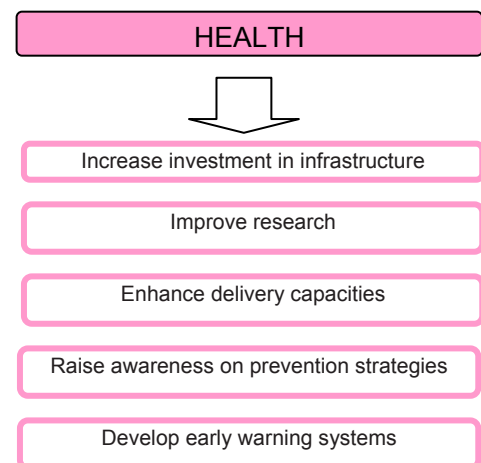 HEALTH
Increase investment in infrastructure
Improve research
Enhance delivery capacities
Raise awareness on prevention strategies
Develop early warning systems